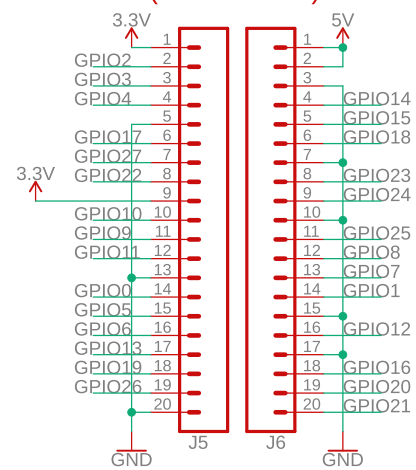 3.3V 5V
1 1
GPIO2 2 2
GPIO3 3 3
GPIO4 4 4 GPIO14
5 5 GPIO15
GPIO17 6 6 GPIO18
GPIO27 7 7
GPIO22 8 8 GPIO23
3.3V 9 9 GPIO24
GPIO10 10 10
GPIO9 11 11 GPIO25
GPIO11 12 12 GPIO8
13 13 GPIO7
GPIO0 14 14 GPIO1
GPIO5 15 15
GPIO6 16 16 GPIO12
GPIO13 17 17
GPIO19 18 18 GPIO16
GPIO26 19 19 GPIO20
20 20 GPIO21
J5 J6
GND GND